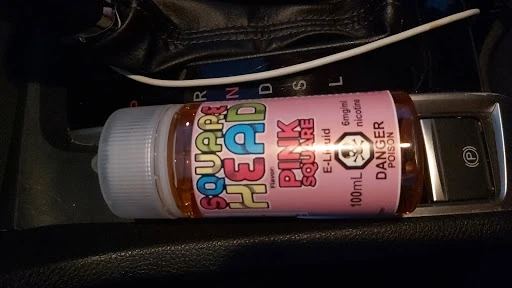 P R N D S L
SQUARE
HEAD
Flavor
PINK
SQUARE
E-Liquid
6mg/ml
nicotine
100mL
DANGER
POISON
P